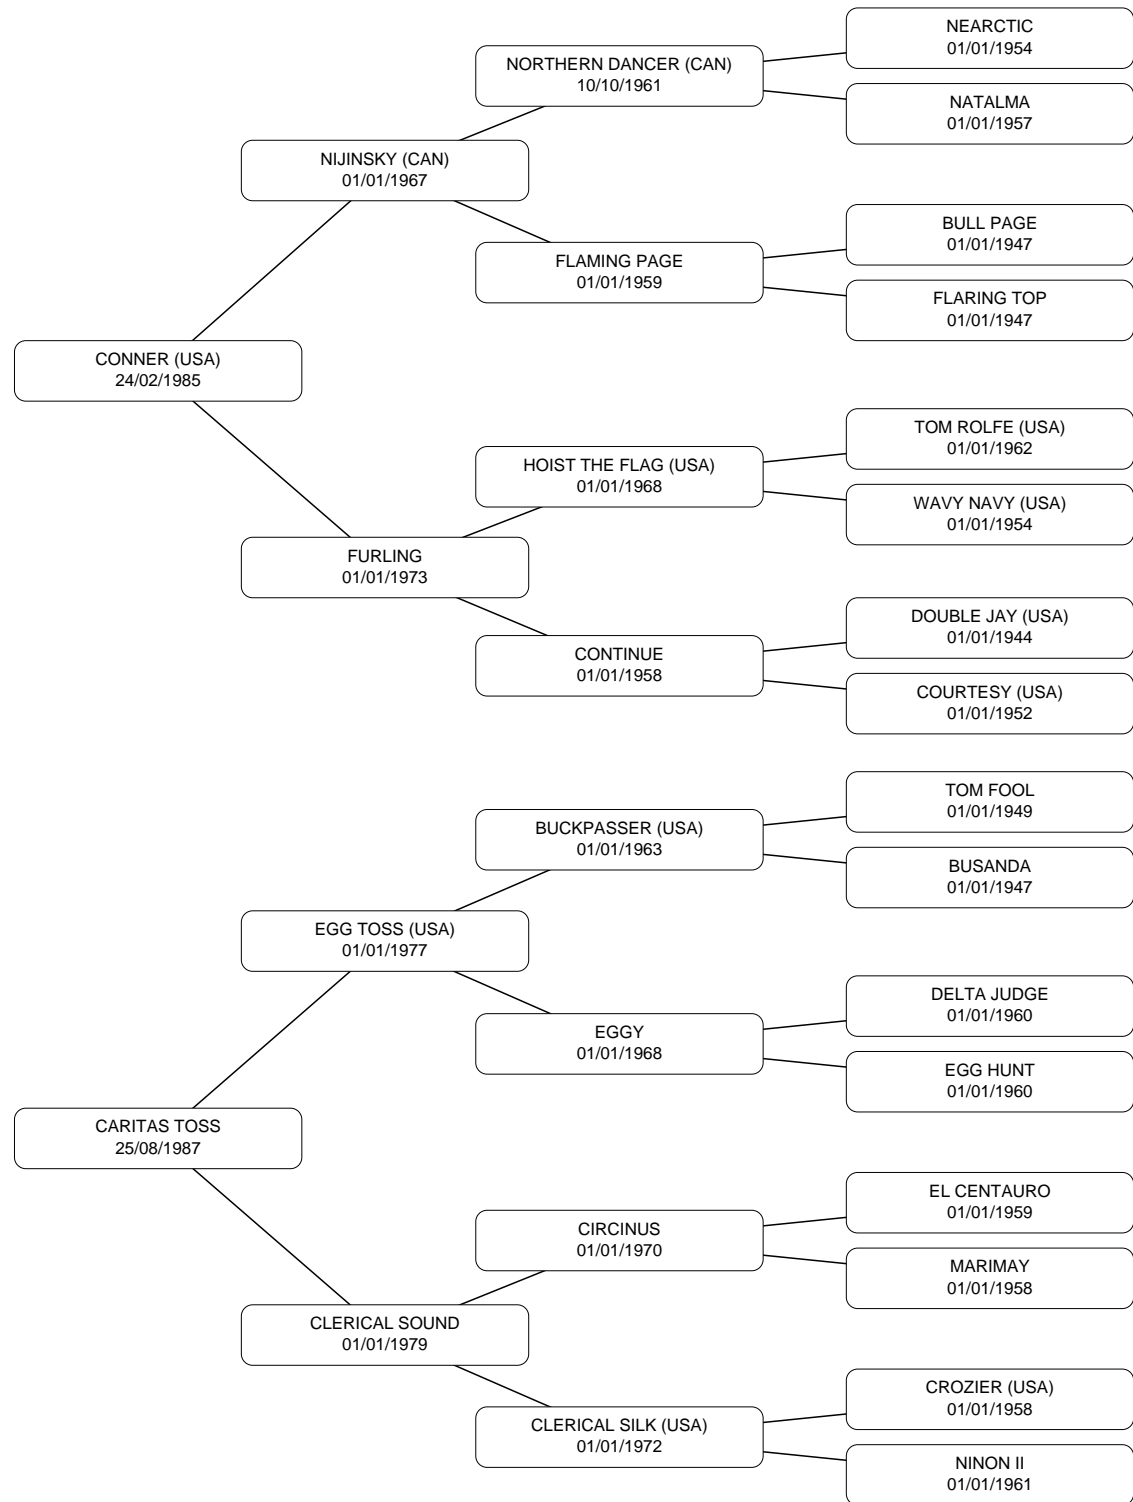 NEARCTIC
01/01/1954
NORTHERN DANCER (CAN)
10/10/1961
NATALMA
01/01/1957
NIJINSKY (CAN)
01/01/1967
BULL PAGE
01/01/1947
FLAMING PAGE
01/01/1959
FLARING TOP
01/01/1947
CONNER (USA)
24/02/1985
TOM ROLFE (USA)
01/01/1962
HOIST THE FLAG (USA)
01/01/1968
WAVY NAVY (USA)
01/01/1954
FURLING
01/01/1973
DOUBLE JAY (USA)
01/01/1944
CONTINUE
01/01/1958
COURTESY (USA)
01/01/1952
TOM FOOL
01/01/1949
BUCKPASSER (USA)
01/01/1963
BUSANDA
01/01/1947
EGG TOSS (USA)
01/01/1977
DELTA JUDGE
01/01/1960
EGGY
01/01/1968
EGG HUNT
01/01/1960
CARITAS TOSS
25/08/1987
EL CENTAURO
01/01/1959
CIRCINUS
01/01/1970
MARIMAY
01/01/1958
CLERICAL SOUND
01/01/1979
CROZIER (USA)
01/01/1958
CLERICAL SILK (USA)
01/01/1972
NINON II
01/01/1961